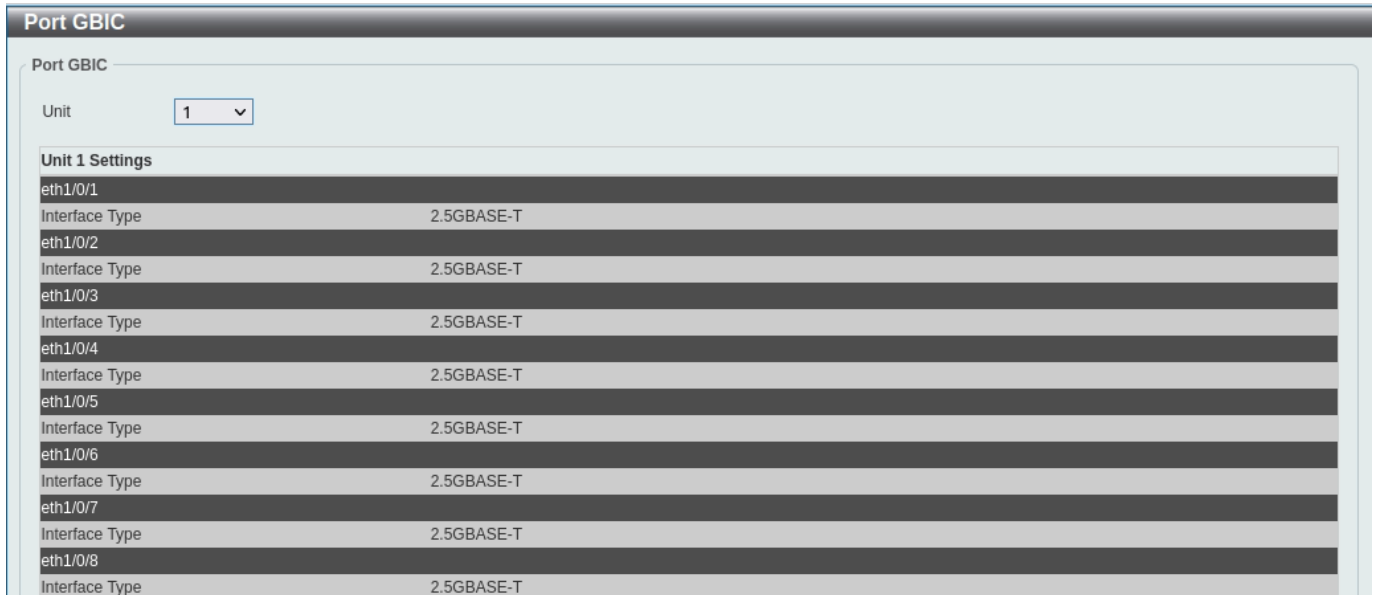 Port GBIC
Port GBIC
Unit 1
Unit 1 Settings
eth1/0/1
Interface Type 2.5GBASE-T
eth1/0/2
Interface Type 2.5GBASE-T
eth1/0/3
Interface Type 2.5GBASE-T
eth1/0/4
Interface Type 2.5GBASE-T
eth1/0/5
Interface Type 2.5GBASE-T
eth1/0/6
Interface Type 2.5GBASE-T
eth1/0/7
Interface Type 2.5GBASE-T
eth1/0/8
Interface Type 2.5GBASE-T